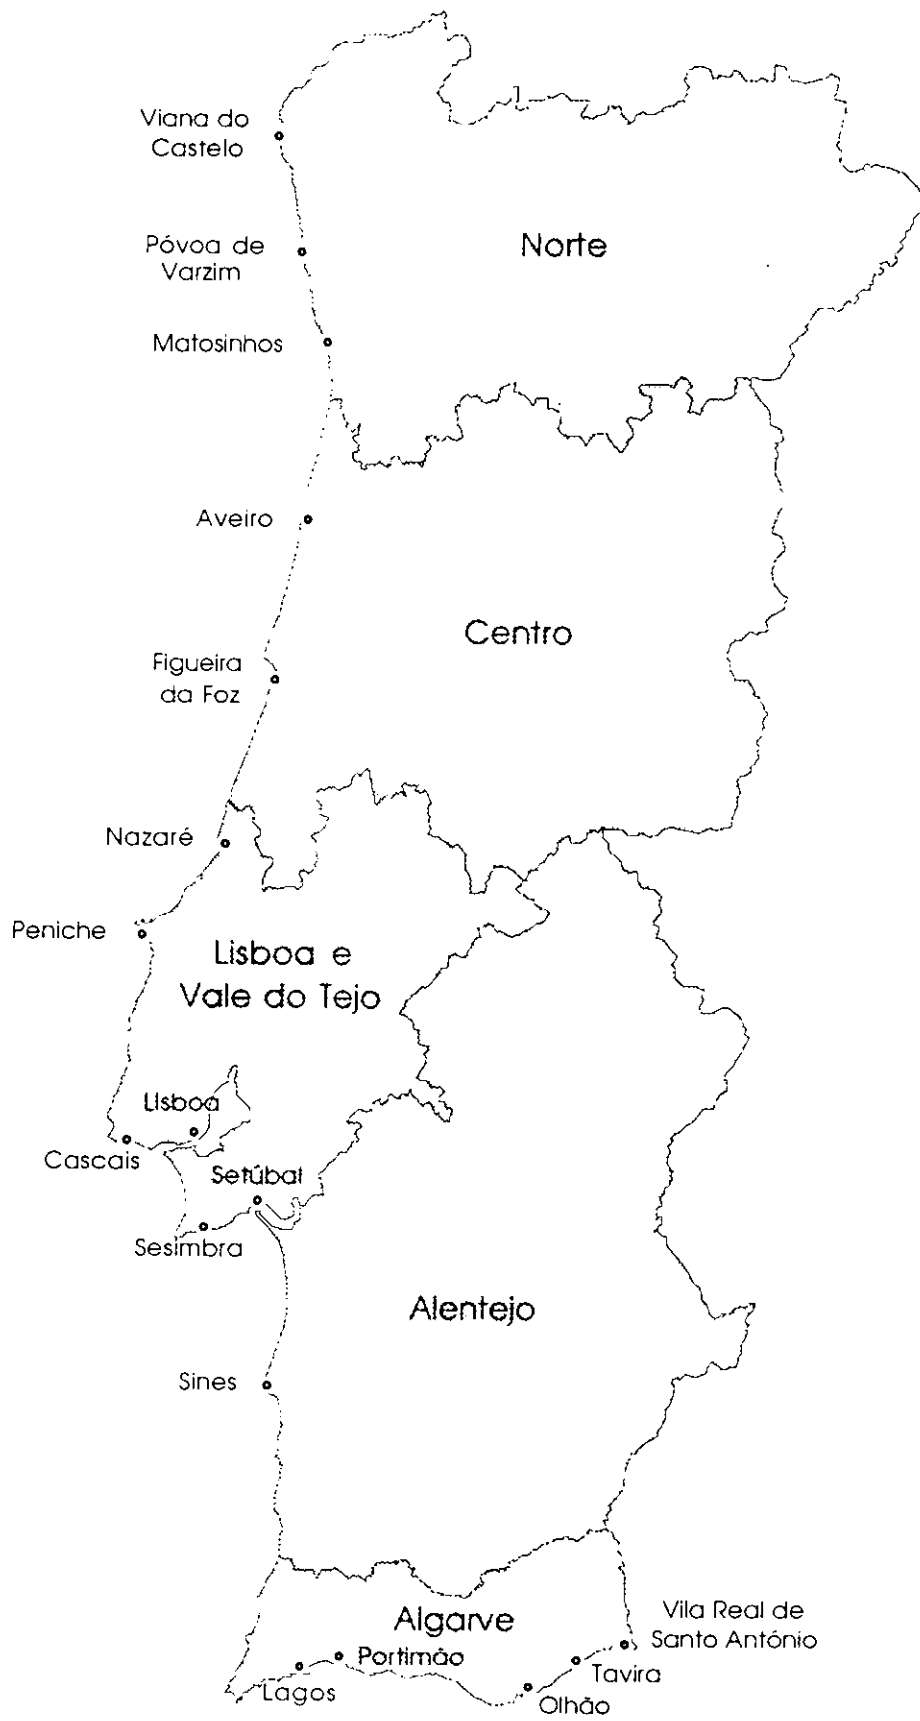 Viana do
Castelo
Póvoa de
Varzim
Norte
Matosinhos
Aveiro
Centro
Figueira
da Foz
Nazaré
Peniche
Lisboa e
Vale do Tejo
Lisboa
Cascais
Setúbal
Sesimbra
Alentejo
Sines
Algarve
Vila Real de
Santo António
Portimão
Tavira
Lagos
Olhão